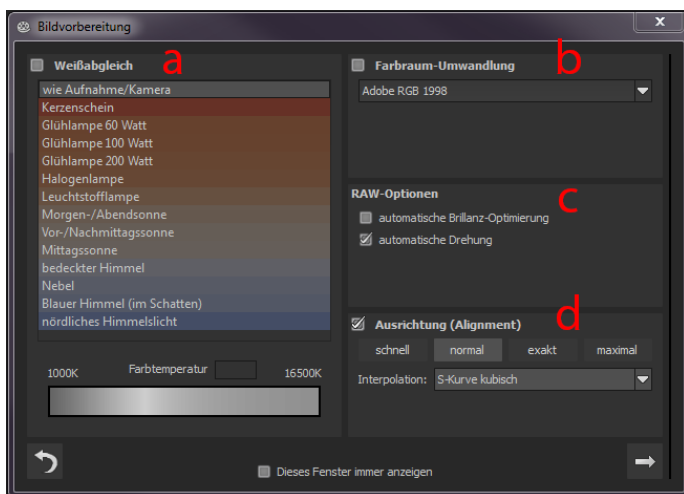 Bildvorbereitung
x
Weißabgleich
a
wie Aufnahme/Kamera
Kerzenschein
Glühlampe 60 Watt
Glühlampe 100 Watt
Glühlampe 200 Watt
Halogenlampe
Leuchtstofflampe
Morgen-/Abendsonne
Vor-/Nachmittagssonne
Mittagssonne
bedeckter Himmel
Nebel
Blauer Himmel (im Schatten)
nördliches Himmelslicht
1000K Farbtemperatur 16500K
Farbraum-Umwandlung
b
Adobe RGB 1998
RAW-Optionen
c
automatische Brillanz-Optimierung
automatische Drehung
Ausrichtung (Alignment)
d
schnell normal exakt maximal
Interpolation: S-Kurve kubisch
Dieses Fenster immer anzeigen